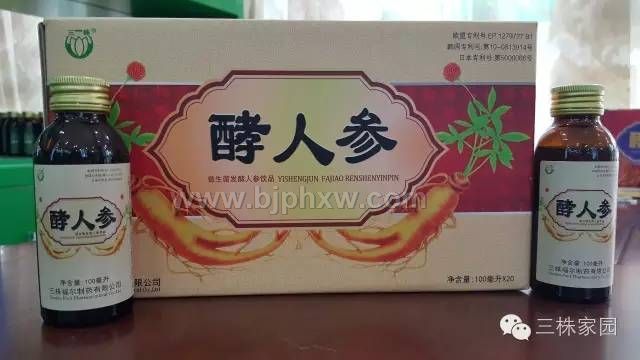 三株
欧盟专利号:EP 1279727 B1
韩国专利号:第10-0813014号
日本专利号:第5000086号
酵人参
益生菌发酵人参饮品 YISHENGJUN FAJIAO RENSHENYINPIN
www.bjphxw.com
有限公司
净含量:100毫升X20
酵人参
净含量:100毫升
三株福尔制药有限公司
酵人参
净含量:100毫升
三株福尔制药有限公司
三株家园